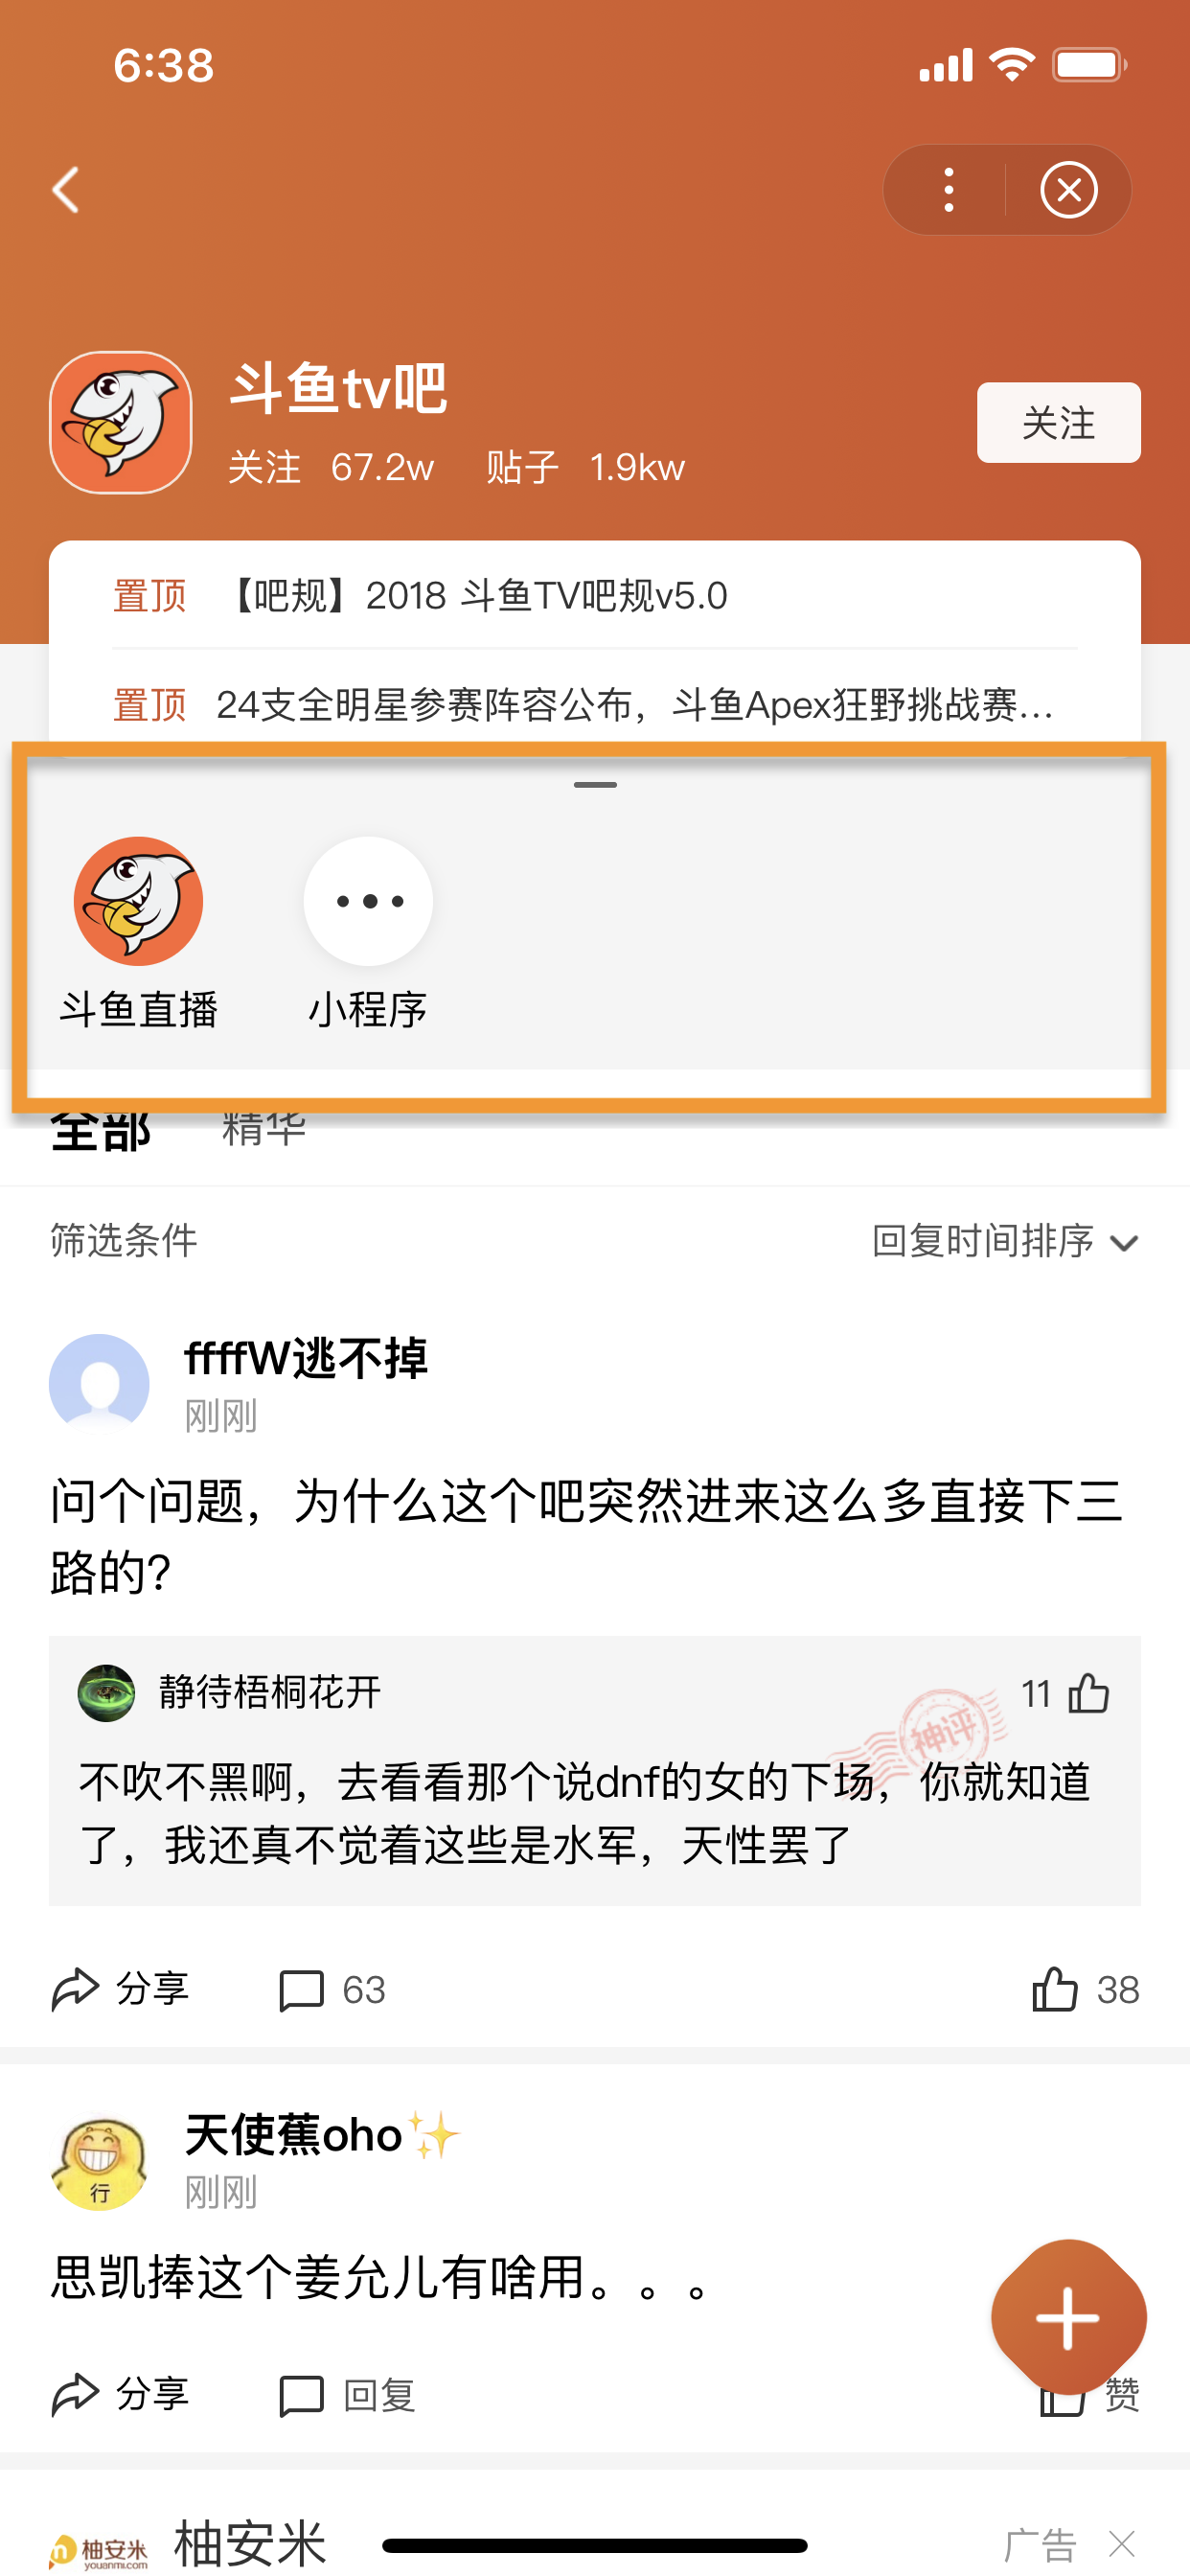 6:38
斗鱼tv吧
关注 67.2w 贴子 1.9kw
关注
置顶 【吧规】2018 斗鱼TV吧规v5.0
置顶 24支全明星参赛阵容公布，斗鱼Apex狂野挑战赛...
斗鱼直播 小程序
全部 精华
筛选条件 回复时间排序
ffffW逃不掉
刚刚
问个问题，为什么这个吧突然进来这么多直接下三
路的?
静待梧桐花开 11
神评
不吹不黑啊，去看看那个说dnf的女的下场，你就知道
了，我还真不觉着这些是水军，天性罢了
分享 63 38
天使蕉oho✨
行
刚刚
思凯捧这个姜允儿有啥用。。。
分享 回复 赞
柚安米
youanmi.com
柚安米 广告